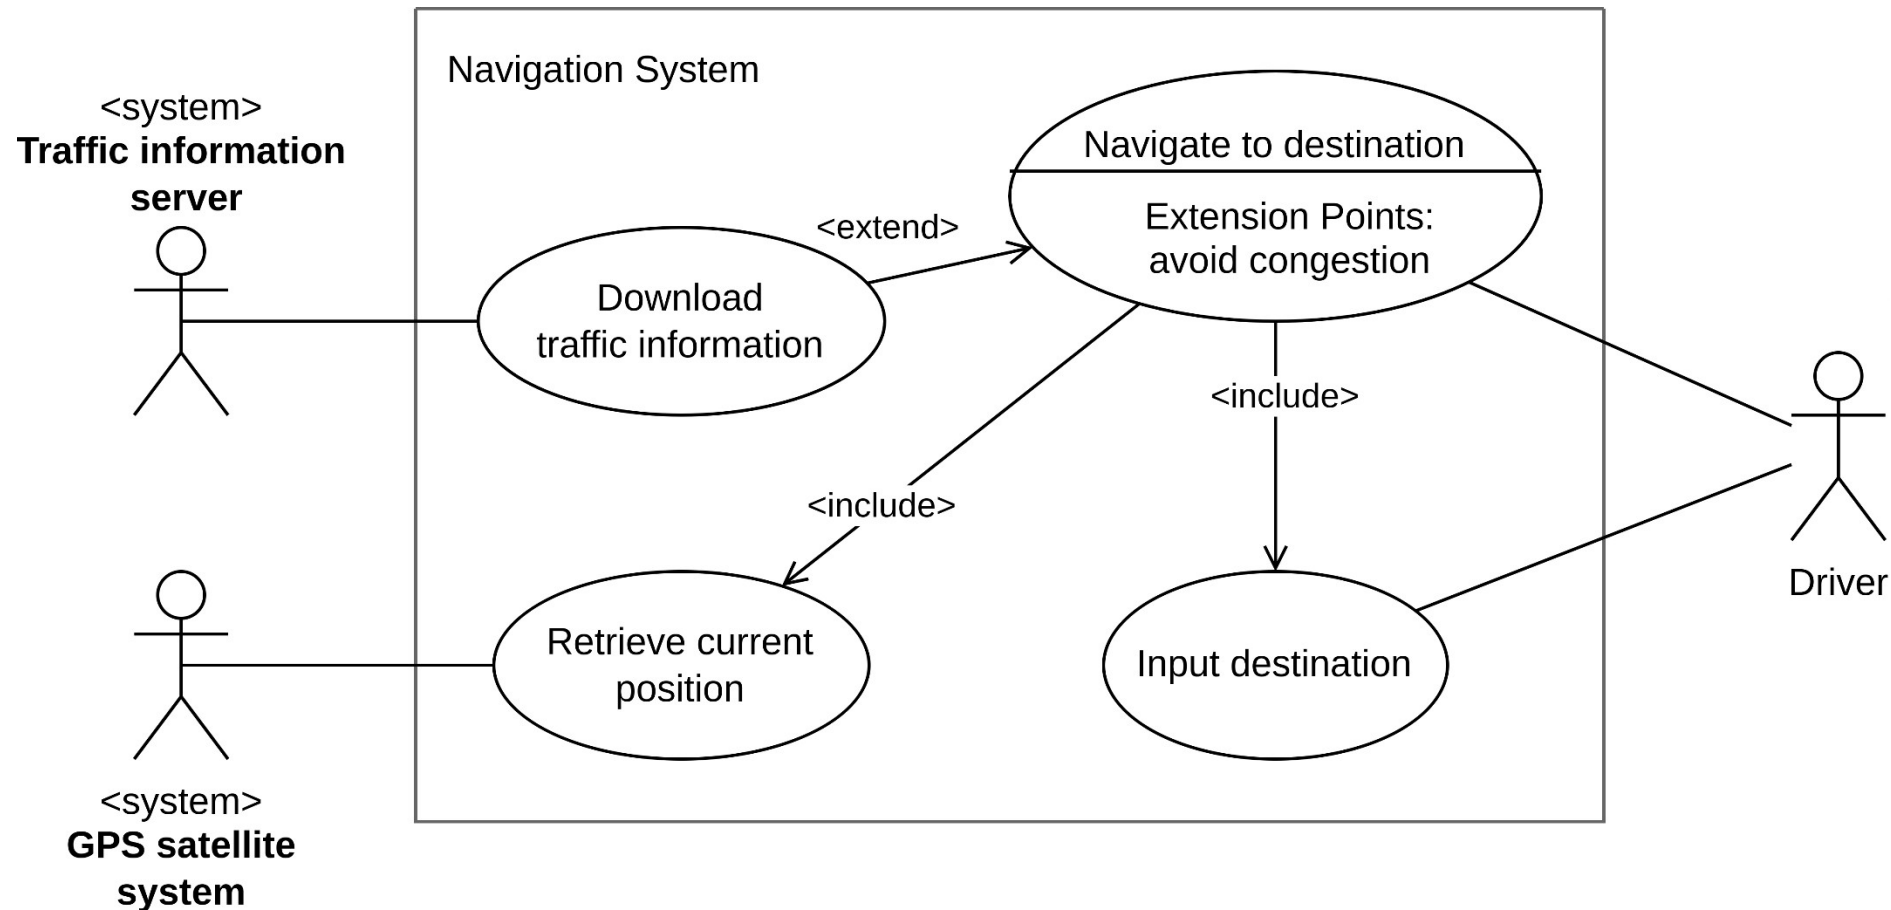 Navigation System
<system>
Traffic information
server
Navigate to destination
Extension Points:
avoid congestion
<extend>
Download
traffic information
<include>
<include>
Retrieve current
position
Input destination
Driver
<system>
GPS satellite
system